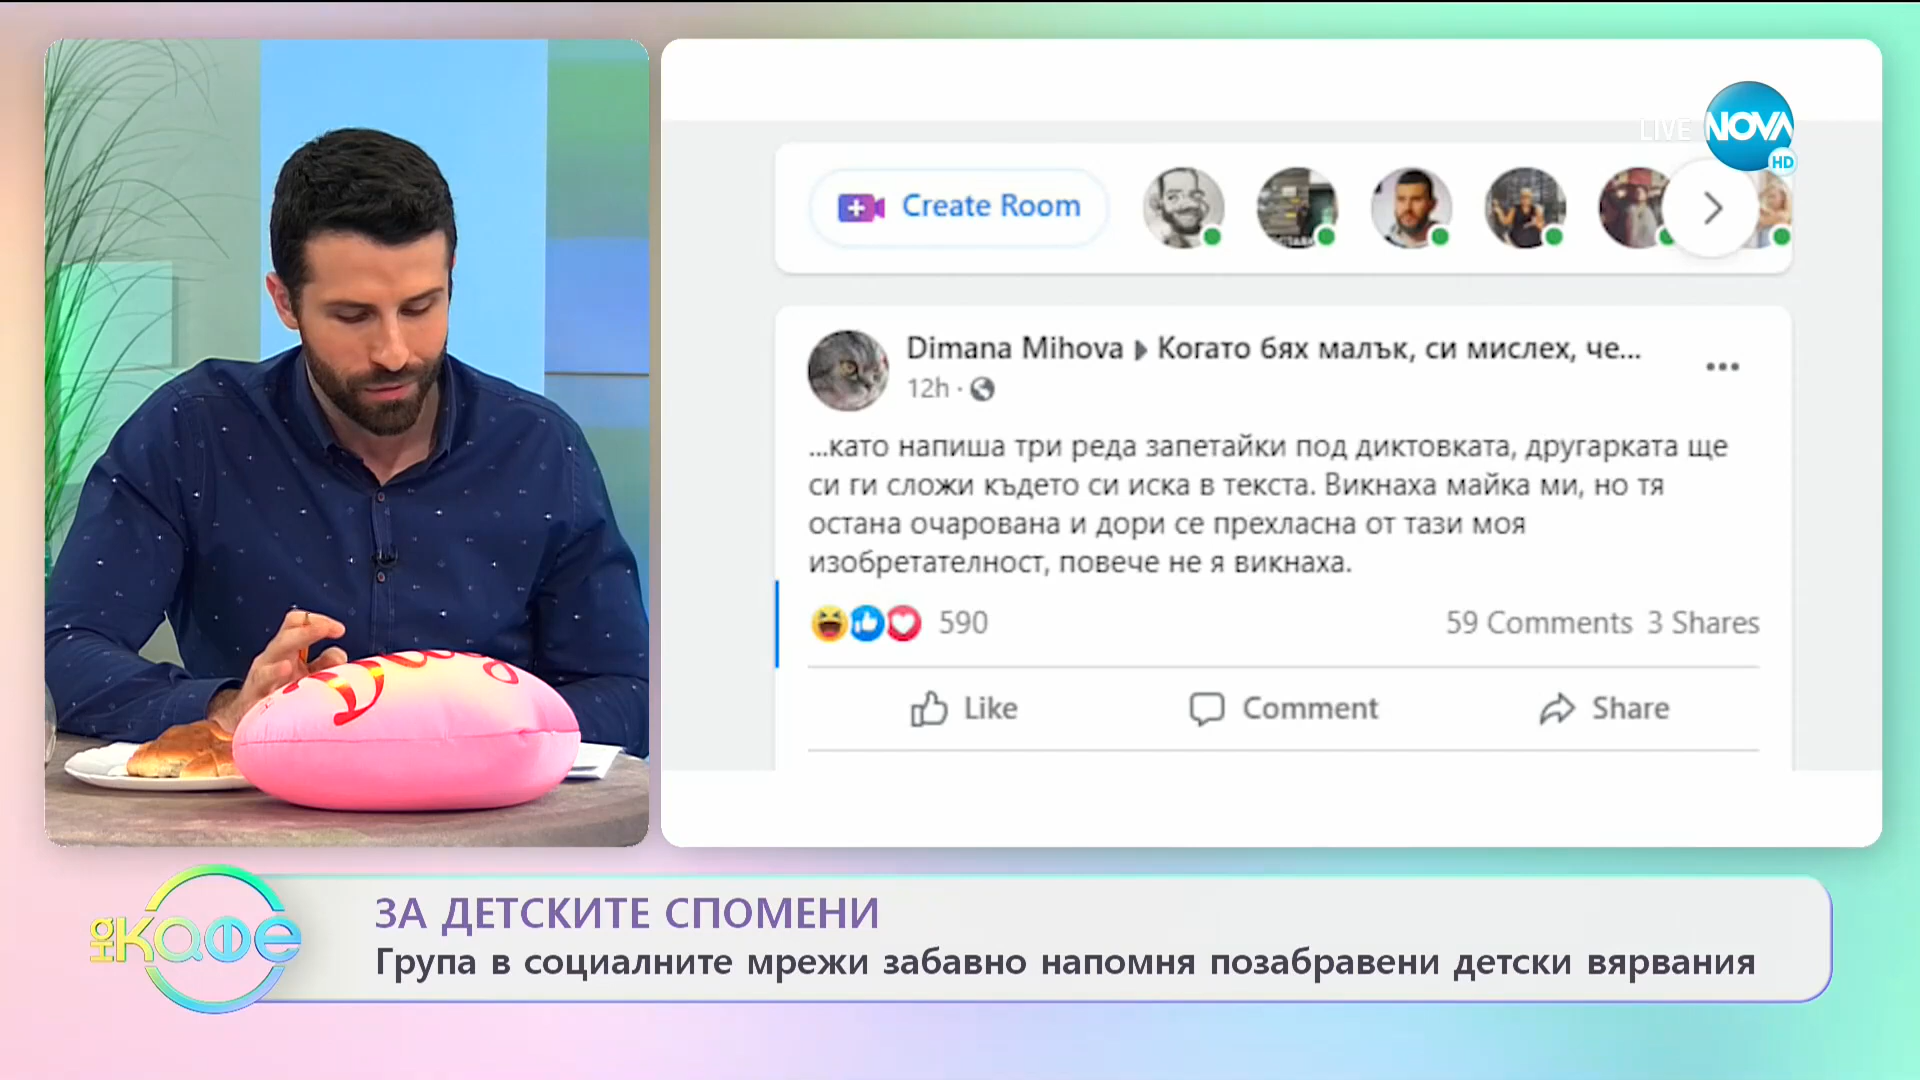 LIVE NOVA
HD
Create Room
Dimana Mihova ▸ Когато бях малък, си мислех, че...
12h ·
...като напиша три реда запетайки под диктовката, другарката ще
си ги сложи където си иска в текста. Викнаха майка ми, но тя
остана очарована и дори се прехласна от тази моя
изобретателност, повече не я викнаха.
590
59 Comments 3 Shares
Like
Comment
Share
на кафе
ЗА ДЕТСКИТЕ СПОМЕНИ
Група в социалните мрежи забавно напомня позабравени детски вярвания